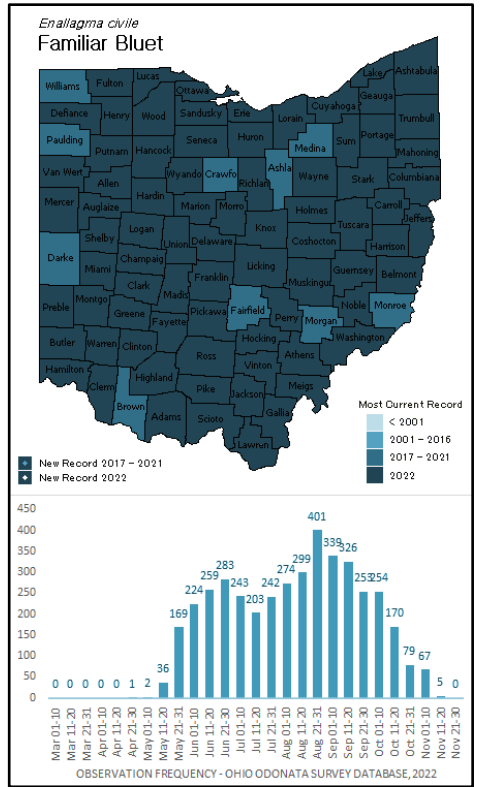 Enallagma civile
Familiar Bluet
Lake Ashtabula
Williams Fulton Lucas Ottawa Geauga
Cuyahoga
Defiance Henry Wood Sandusky Erie Lorain Trumbull
Paulding Putnam Hancock Seneca Huron Medina Sum Portage Mahoning
Van Wert Allen Wyando Crawfo Richlan Ashla Wayne Stark Columbiana
Mercer Auglaize Hardin Marion Morro Holmes Carroll Jeffers
Logan Knox Tuscara
Shelby Union Delaware Coshocton Harrison
Darke Champaig Licking Guernsey Belmont
Miami Franklin Muskingu
Clark Madis
Preble Montgo Greene Pickawa Fairfield Perry Morgan Noble Monroe
Fayette
Butler Warren Clinton Hocking Washington
Ross Athens
Hamilton Clerm Highland Vinton
Pike Jackson Meigs
Brown Adams Scioto Gallia
Lawren
Most Current Record
< 2001
2001 - 2016
2017 - 2021
2022
New Record 2017 - 2021
New Record 2022
450
400
350
300
250
200
150
100
50
0
0 0 0 0 1 2 36 169 224 259 283 243 203 242 274 299 401 339 326 253 254 170 79 67 5 0
Mar 01-10
Mar 11-20
Mar 21-31
Apr 01-10
Apr 11-20
Apr 21-30
May 01-10
May 11-20
May 21-31
Jun 01-10
Jun 11-20
Jun 21-30
Jul 01-10
Jul 11-20
Jul 21-31
Aug 01-10
Aug 11-20
Aug 21-31
Sep 01-10
Sep 11-20
Sep 21-30
Oct 01-10
Oct 11-20
Oct 21-31
Nov 01-10
Nov 11-20
Nov 21-30
OBSERVATION FREQUENCY - OHIO ODONATA SURVEY DATABASE, 2022